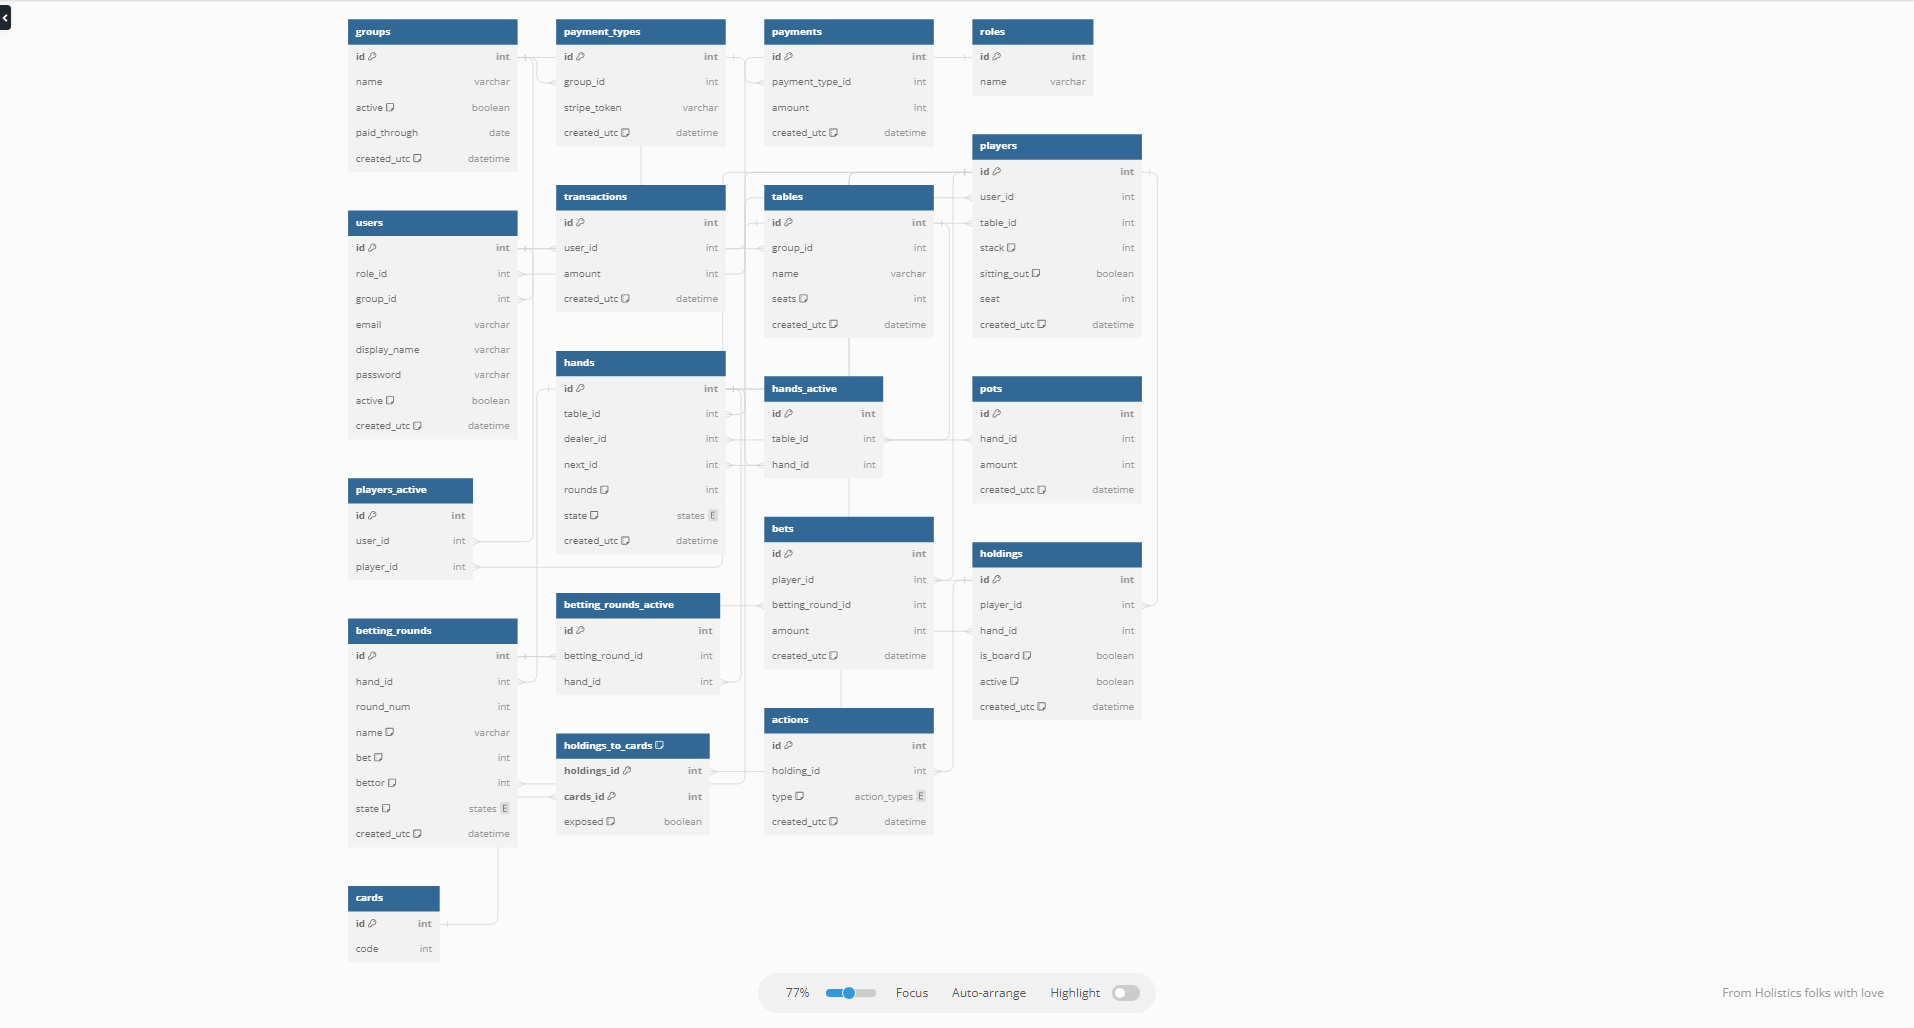 groups
id int
name varchar
active boolean
paid_through date
created_utc datetime
payment_types
id int
group_id int
stripe_token varchar
created_utc datetime
payments
id int
payment_type_id int
amount int
created_utc datetime
roles
id int
name varchar
players
id int
user_id int
table_id int
stack int
sitting_out boolean
seat int
created_utc datetime
users
id int
role_id int
group_id int
email varchar
display_name varchar
password varchar
active boolean
created_utc datetime
transactions
id int
user_id int
amount int
created_utc datetime
tables
id int
group_id int
name varchar
seats int
created_utc datetime
hands
id int
table_id int
dealer_id int
next_id int
rounds int
state states E
created_utc datetime
hands_active
id int
table_id int
hand_id int
pots
id int
hand_id int
amount int
created_utc datetime
players_active
id int
user_id int
player_id int
bets
id int
player_id int
betting_round_id int
amount int
created_utc datetime
holdings
id int
player_id int
hand_id int
is_board boolean
active boolean
created_utc datetime
betting_rounds
id int
hand_id int
round_num int
name varchar
bet int
bettor int
state states E
created_utc datetime
betting_rounds_active
id int
betting_round_id int
hand_id int
holdings_to_cards
holdings_id int
cards_id int
exposed boolean
actions
id int
holding_id int
type action_types E
created_utc datetime
cards
id int
code int
77% Focus Auto-arrange Highlight
From Holistics folks with love